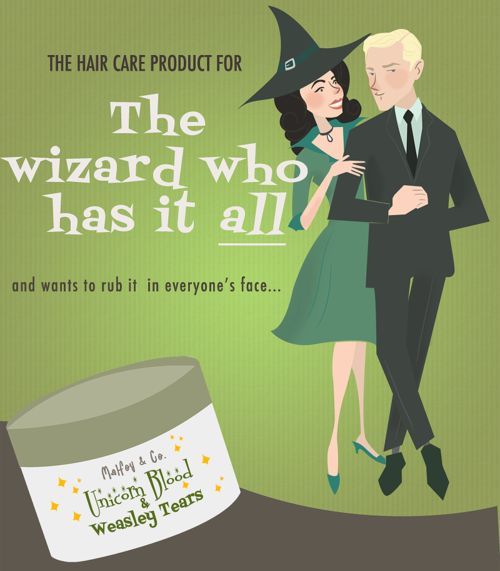 THE HAIR CARE PRODUCT FOR
The
wizard who
has it all
and wants to rub it in everyone's face...
Malfoy & Co.
Unicorn Blood
&
Weasley Tears